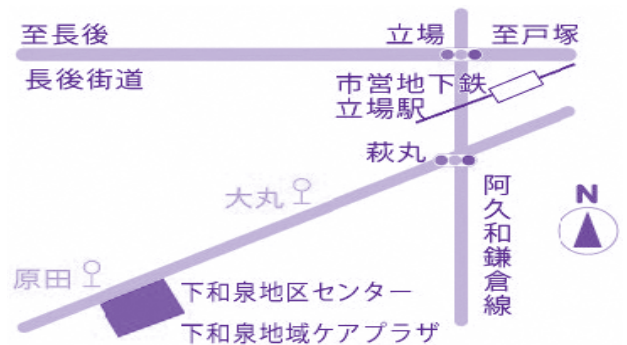 至長後
立場
至戸塚
長後街道
市営地下鉄
立場駅
萩丸
阿久和鎌倉線
N
大丸
原田
下和泉地区センター
下和泉地域ケアプラザ